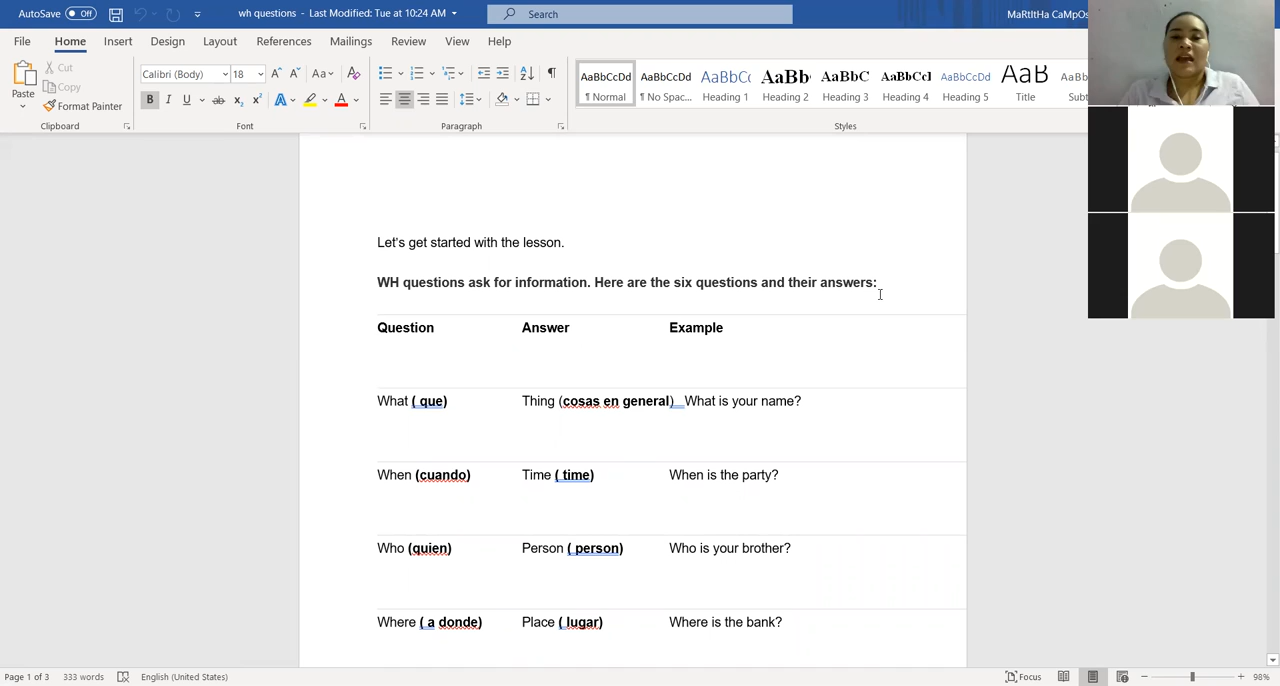 AutoSave Off wh questions - Last Modified: Tue at 10:24 AM Search MaRtItHa CaMpOs
File Home Insert Design Layout References Mailings Review View Help
Paste Cut Copy Format Painter
Calibri (Body) 18 Aa
B I U ab x₂ x² A A
AaBbCcDd AaBbCcDd AaBbCc AaBb AaBbC AaBbCcI AaBbCcDd AaB AaBb
¶ Normal ¶ No Spac... Heading 1 Heading 2 Heading 3 Heading 4 Heading 5 Title Subt
Clipboard Font Paragraph Styles
Let's get started with the lesson.
WH questions ask for information. Here are the six questions and their answers:
Question Answer Example
What ( que) Thing (cosas en general) What is your name?
When (cuando) Time ( time) When is the party?
Who (quien) Person ( person) Who is your brother?
Where ( a donde) Place ( lugar) Where is the bank?
Page 1 of 3 333 words English (United States) Focus 98%